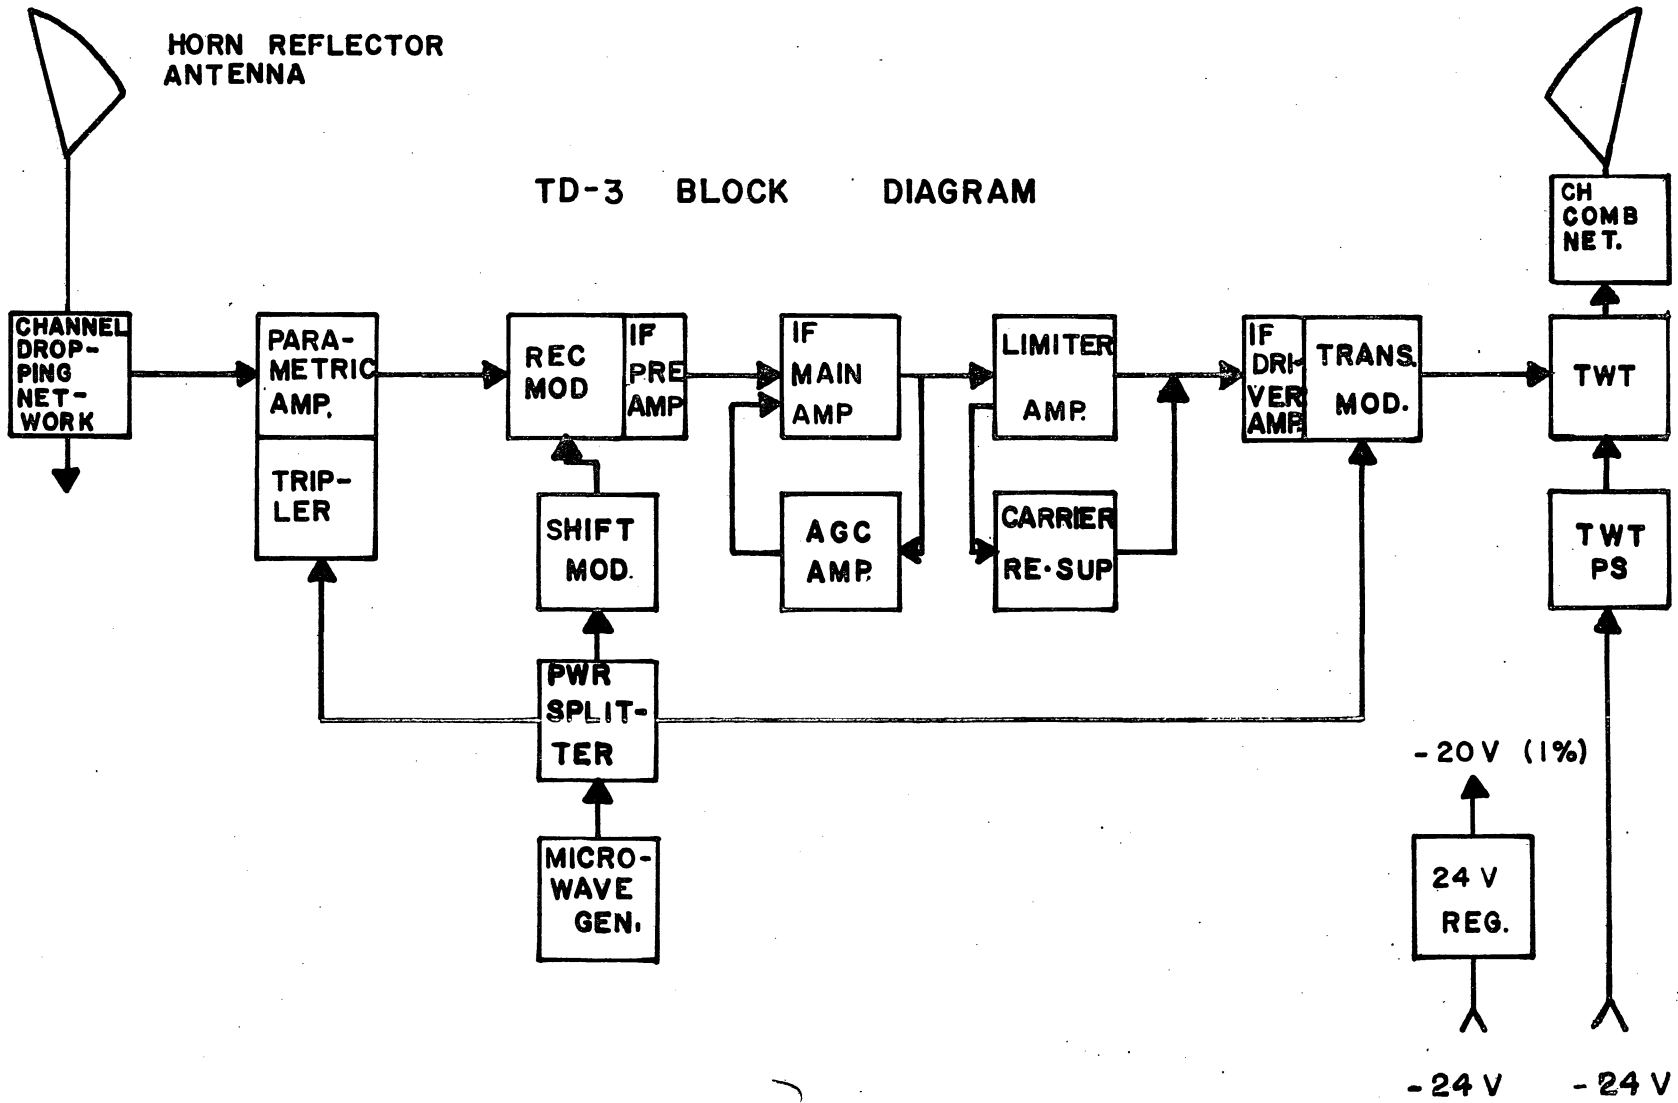 HORN REFLECTOR
ANTENNA
TD-3 BLOCK DIAGRAM
CH
COMB
NET.
CHANNEL
DROP-
PING
NET-
WORK
PARA-
METRIC
AMP.
TRIP-
LER
REC
MOD
IF
PRE
AMP
IF
MAIN
AMP
LIMITER
AMP.
IF
DRI-
VER
AMP.
TRANS.
MOD.
TWT
SHIFT
MOD.
AGC
AMP.
CARRIER
RE-SUP
TWT
PS
PWR
SPLIT-
TER
MICRO-
WAVE
GEN.
-20V (1%)
24 V
REG.
-24V
-24V